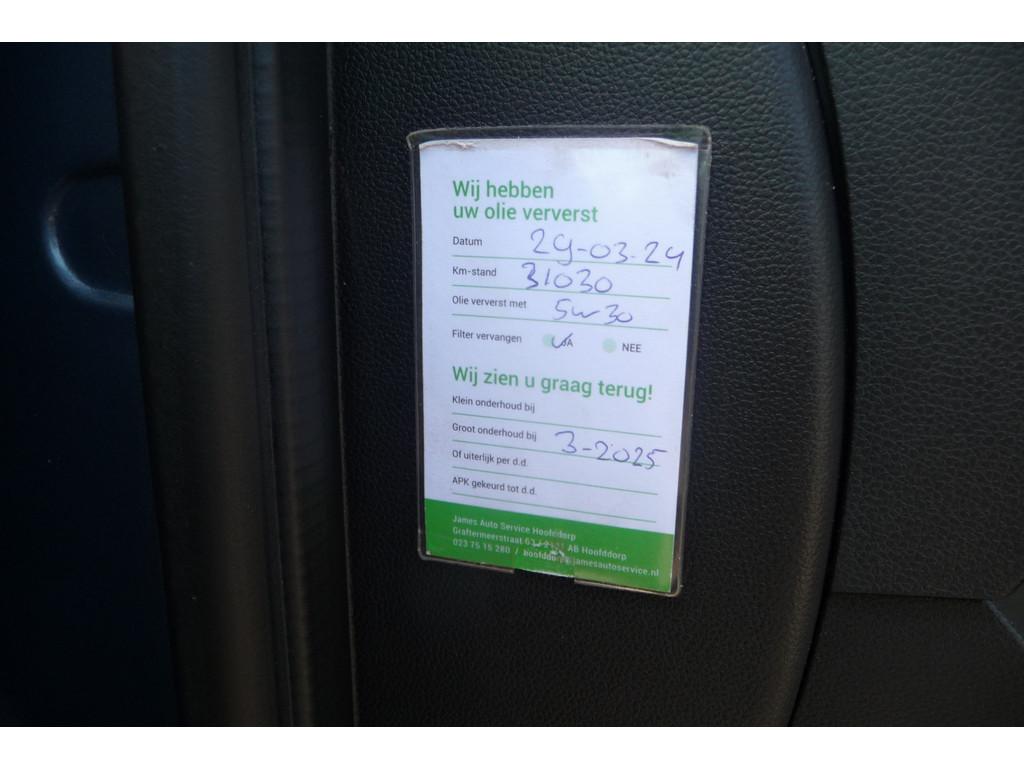 Wij hebben
uw olie ververst
Datum 29-03-24
Km-stand 31030
Olie ververst met 5w30
Filter vervangen JA NEE
Wij zien u graag terug!
Klein onderhoud bij
Groot onderhoud bij 3-2025
Of uiterlijk per d.d.
APK gekeurd tot d.d.
James Auto Service Hoofddorp
Graftermeerstraat AB Hoofddorp
023 75 15 280 / hoofddorp@jamesautoservice.nl